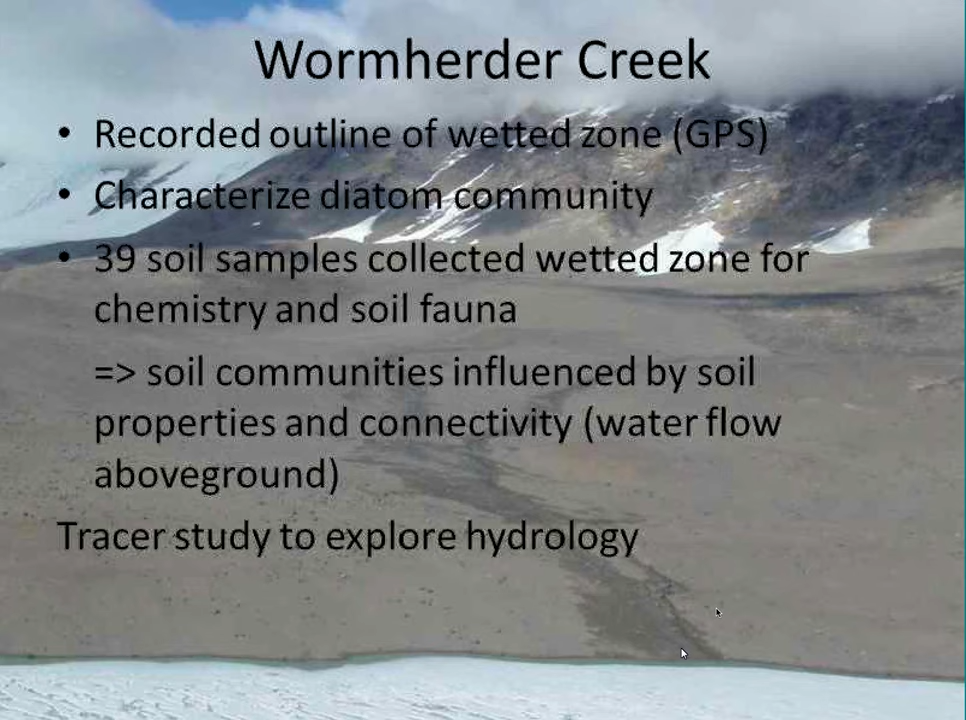 Wormherder Creek
• Recorded outline of wetted zone (GPS)
• Characterize diatom community
• 39 soil samples collected wetted zone for
chemistry and soil fauna
=> soil communities influenced by soil
properties and connectivity (water flow
aboveground)
Tracer study to explore hydrology